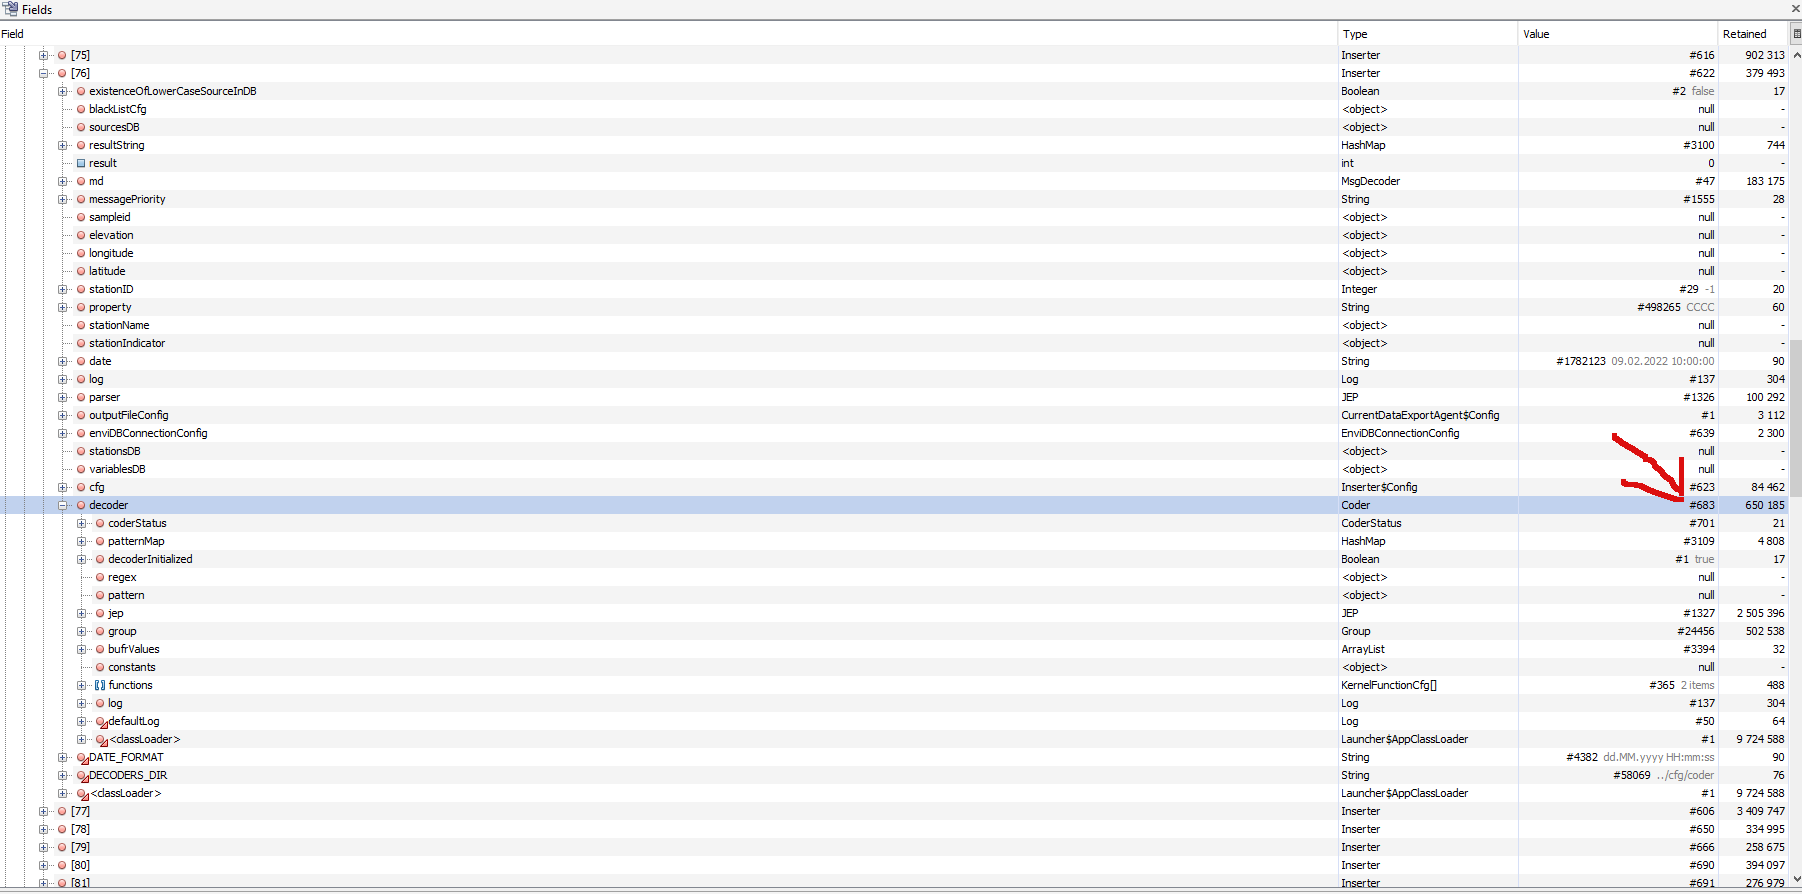 Fields
Field Type Value Retained
[75] Inserter #616 902 313
[76] Inserter #622 379 493
existenceOfLowerCaseSourceInDB Boolean #2 false 17
blackListCfg <object> null -
sourcesDB <object> null -
resultString HashMap #3100 744
result int 0 -
md MsgDecoder #47 183 175
messagePriority String #1555 28
sampleid <object> null -
elevation <object> null -
longitude <object> null -
latitude <object> null -
stationID Integer #29 -1 20
property String #498265 CCCC 60
stationName <object> null -
stationIndicator <object> null -
date String #1782123 09.02.2022 10:00:00 90
log Log #137 304
parser JEP #1326 100 292
outputFileConfig CurrentDataExportAgent$Config #1 3 112
enviDBConnectionConfig EnviDBConnectionConfig #639 2 300
stationsDB <object> null -
variablesDB <object> null -
cfg Inserter$Config #623 84 462
decoder Coder #683 650 185
coderStatus CoderStatus #701 21
patternMap HashMap #3109 4 808
decoderInitialized Boolean #1 true 17
regex <object> null -
pattern <object> null -
jep JEP #1327 2 505 396
group Group #24456 502 538
bufrValues ArrayList #3394 32
constants <object> null -
functions KernelFunctionCfg[] #365 2 items 488
log Log #137 304
defaultLog Log #50 64
<classLoader> Launcher$AppClassLoader #1 9 724 588
DATE_FORMAT String #4382 dd.MM.yyyy HH:mm:ss 90
DECODERS_DIR String #58069 ../cfg/coder 76
<classLoader> Launcher$AppClassLoader #1 9 724 588
[77] Inserter #606 3 409 747
[78] Inserter #650 334 995
[79] Inserter #666 258 675
[80] Inserter #690 394 097
[81] Inserter #691 276 979